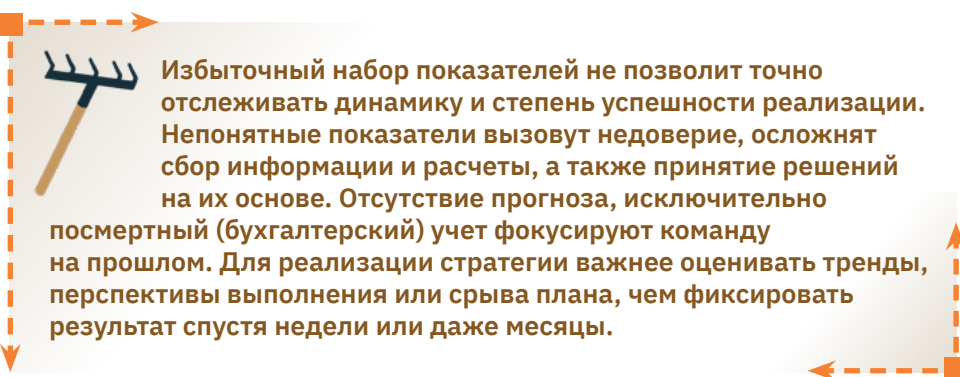 Избыточный набор показателей не позволит точно
отслеживать динамику и степень успешности реализации.
Непонятные показатели вызовут недоверие, осложнят
сбор информации и расчеты, а также принятие решений
на их основе. Отсутствие прогноза, исключительно
посмертный (бухгалтерский) учет фокусируют команду
на прошлом. Для реализации стратегии важнее оценивать тренды,
перспективы выполнения или срыва плана, чем фиксировать
результат спустя недели или даже месяцы.